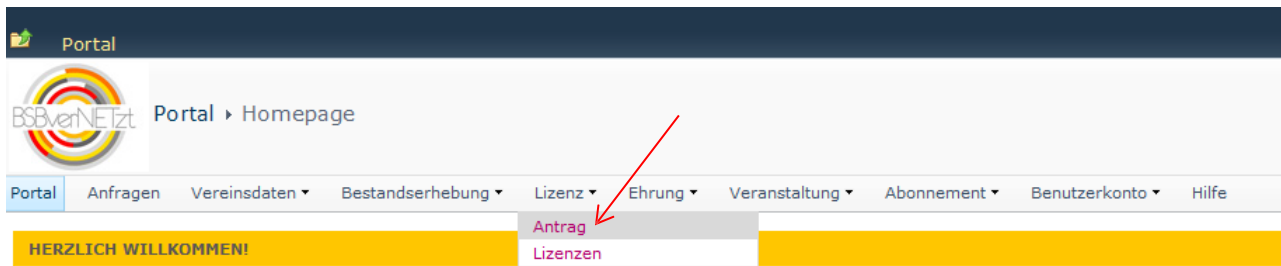 Portal
BSBverNETzt
Portal ▸ Homepage
Portal Anfragen Vereinsdaten ▾ Bestandserhebung ▾ Lizenz ▾ Ehrung ▾ Veranstaltung ▾ Abonnement ▾ Benutzerkonto ▾ Hilfe
Antrag
HERZLICH WILLKOMMEN!
Lizenzen